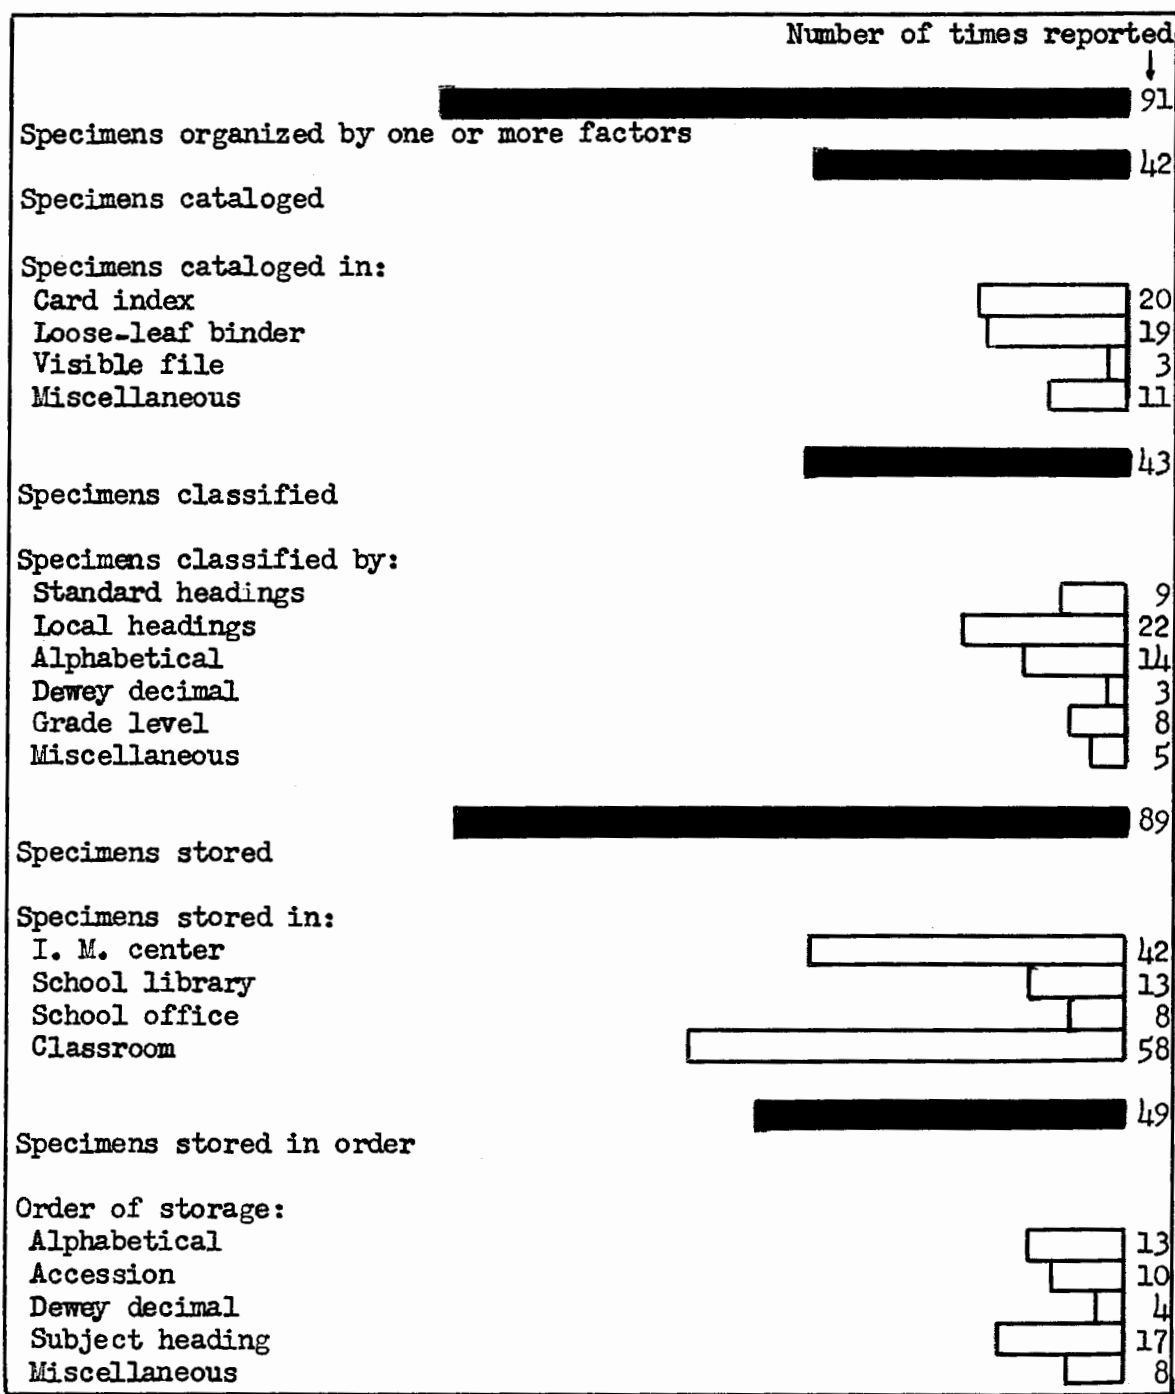 Number of times reported
91
Specimens organized by one or more factors
42
Specimens cataloged
Specimens cataloged in:
Card index 20
Loose-leaf binder 19
Visible file 3
Miscellaneous 11
43
Specimens classified
Specimens classified by:
Standard headings 9
Local headings 22
Alphabetical 14
Dewey decimal 3
Grade level 8
Miscellaneous 5
89
Specimens stored
Specimens stored in:
I. M. center 42
School library 13
School office 8
Classroom 58
49
Specimens stored in order
Order of storage:
Alphabetical 13
Accession 10
Dewey decimal 4
Subject heading 17
Miscellaneous 8